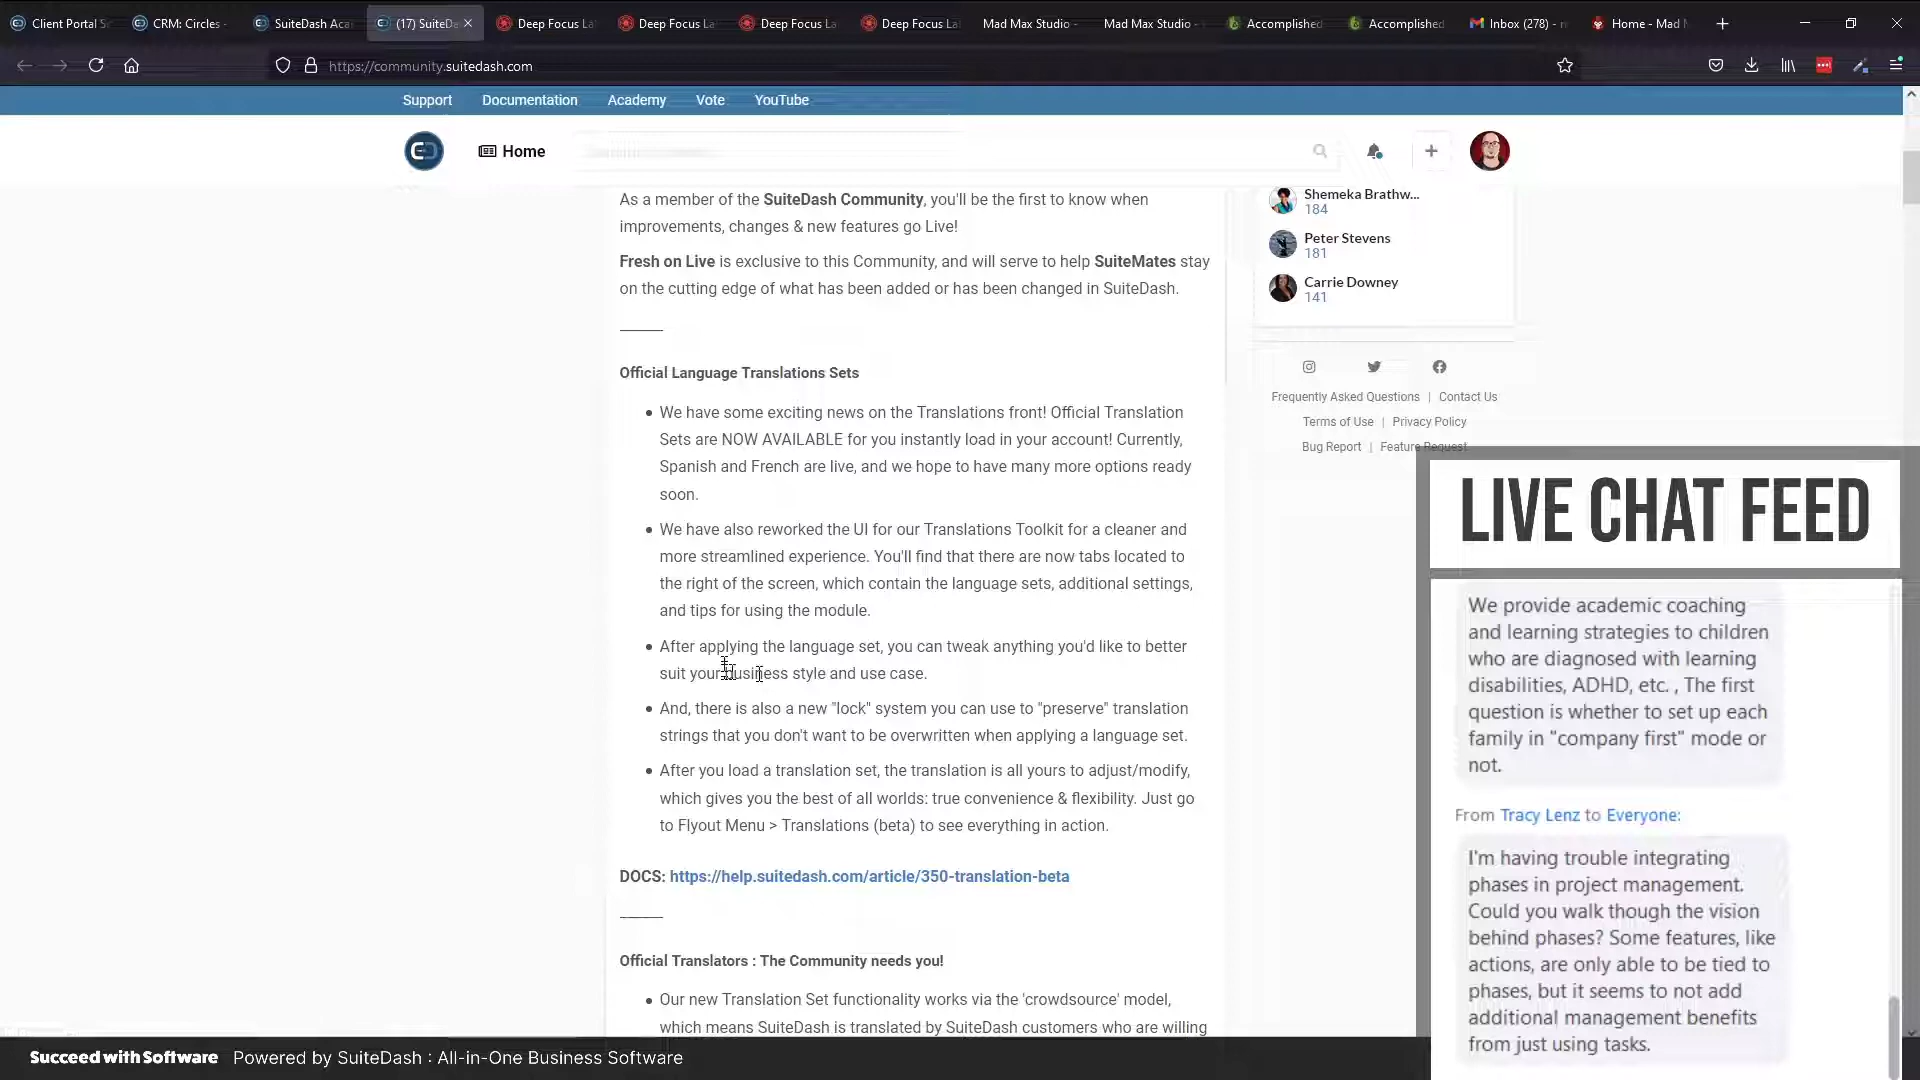 Client Portal S
CRM: Circles -
SuiteDash Aca
(17) SuiteDa
Deep Focus La
Deep Focus La
Deep Focus La
Deep Focus La
Mad Max Studio -
Mad Max Studio -
Accomplished
Accomplished
Inbox (278) -
Home - Mad M
https://community.suitedash.com
Support
Documentation
Academy
Vote
YouTube
Home
As a member of the SuiteDash Community, you'll be the first to know when
improvements, changes & new features go Live!
Fresh on Live is exclusive to this Community, and will serve to help SuiteMates stay
on the cutting edge of what has been added or has been changed in SuiteDash.
Official Language Translations Sets
We have some exciting news on the Translations front! Official Translation
Sets are NOW AVAILABLE for you instantly load in your account! Currently,
Spanish and French are live, and we hope to have many more options ready
soon.
We have also reworked the UI for our Translations Toolkit for a cleaner and
more streamlined experience. You'll find that there are now tabs located to
the right of the screen, which contain the language sets, additional settings,
and tips for using the module.
After applying the language set, you can tweak anything you'd like to better
suit your business style and use case.
And, there is also a new "lock" system you can use to "preserve" translation
strings that you don't want to be overwritten when applying a language set.
After you load a translation set, the translation is all yours to adjust/modify,
which gives you the best of all worlds: true convenience & flexibility. Just go
to Flyout Menu > Translations (beta) to see everything in action.
DOCS: https://help.suitedash.com/article/350-translation-beta
Official Translators : The Community needs you!
Our new Translation Set functionality works via the 'crowdsource' model,
which means SuiteDash is translated by SuiteDash customers who are willing
Shemeka Brathw...
184
Peter Stevens
181
Carrie Downey
141
Frequently Asked Questions | Contact Us
Terms of Use | Privacy Policy
Bug Report | Feature Request
LIVE CHAT FEED
We provide academic coaching
and learning strategies to children
who are diagnosed with learning
disabilities, ADHD, etc. , The first
question is whether to set up each
family in "company first" mode or
not.
From Tracy Lenz to Everyone:
I'm having trouble integrating
phases in project management.
Could you walk though the vision
behind phases? Some features, like
actions, are only able to be tied to
phases, but it seems to not add
additional management benefits
from just using tasks.
Succeed with Software Powered by SuiteDash : All-in-One Business Software